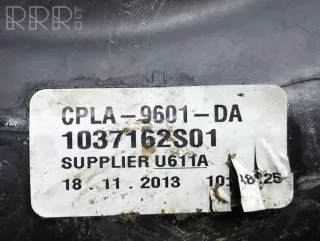 RRR
CPLA-9601-DA
1037162S01
SUPPLIER U611A
18 . 11 . 2013